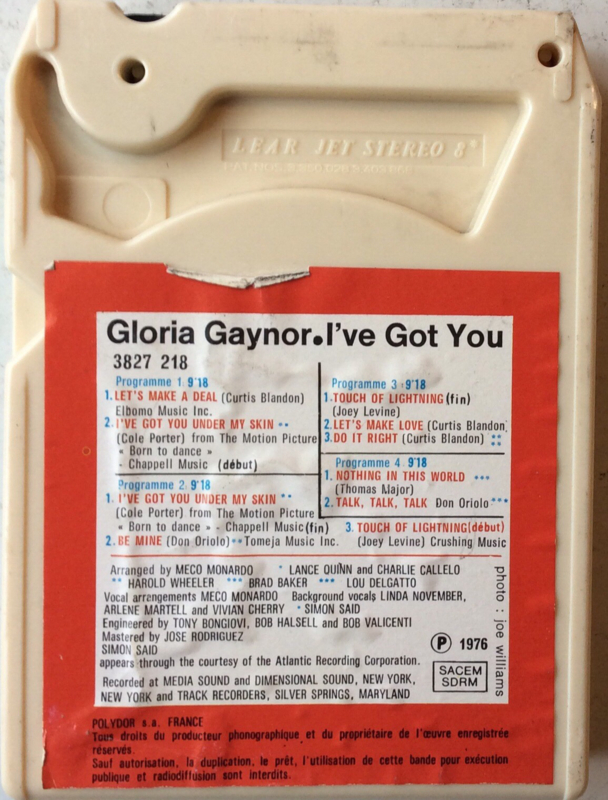 LEAR JET STEREO 8
Gloria Gaynor.I've Got You
3827 218
Programme 1 9'18
1. LET'S MAKE A DEAL (Curtis Blandon)
Elbomo Music Inc.
2. I'VE GOT YOU UNDER MY SKIN **
(Cole Porter) from The Motion Picture
« Born to dance »
- Chappell Music (début)
Programme 2 9'18
1. I'VE GOT YOU UNDER MY SKIN **
(Cole Porter) from The Motion Picture
« Born to dance » - Chappell Music (fin)
2. BE MINE (Don Oriolo) ** Tomeja Music Inc.
Programme 3 9'18
1. TOUCH OF LIGHTNING (fin)
(Joey Levine)
2. LET'S MAKE LOVE (Curtis Blandon)
3. DO IT RIGHT (Curtis Blandon) **
**
Programme 4 9'18
1. NOTHING IN THIS WORLD ***
(Thomas Major)
2. TALK, TALK, TALK Don Oriolo ***
3. TOUCH OF LIGHTNING (début)
(Joey Levine) Crushing Music
Arranged by MECO MONARDO * LANCE QUINN and CHARLIE CALLELO
** HAROLD WHEELER *** BRAD BAKER *** LOU DELGATTO
Vocal arrangements MECO MONARDO Background vocals LINDA NOVEMBER,
ARLENE MARTELL and VIVIAN CHERRY * SIMON SAID
Engineered by TONY BONGIOVI, BOB HALSELL and BOB VALICENTI
Mastered by JOSE RODRIGUEZ
SIMON SAID
appears through the courtesy of the Atlantic Recording Corporation.
Recorded at MEDIA SOUND and DIMENSIONAL SOUND, NEW YORK,
NEW YORK and TRACK RECORDERS, SILVER SPRINGS, MARYLAND
Ⓟ 1976
SACEM
SDRM
photo : joe williams
POLYDOR s.a. FRANCE
Tous droits du producteur phonographique et du propriétaire de l'œuvre enregistrée
réservés.
Sauf autorisation, la duplication, le prêt, l'utilisation de cette bande pour exécution
publique et radiodiffusion sont interdits.